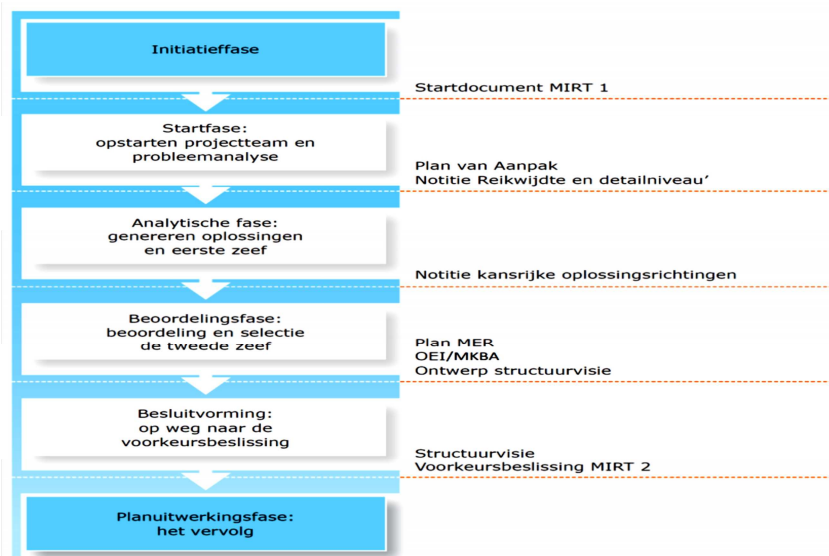 Initiatieffase
Startdocument MIRT 1
Startfase:
opstarten projectteam en
probleemanalyse
Plan van Aanpak
Notitie Reikwijdte en detailniveau’
Analytische fase:
genereren oplossingen
en eerste zeef
Notitie kansrijke oplossingsrichtingen
Beoordelingsfase:
beoordeling en selectie
de tweede zeef
Plan MER
OEI/MKBA
Ontwerp structuurvisie
Besluitvorming:
op weg naar de
voorkeursbeslissing
Structuurvisie
Voorkeursbeslissing MIRT 2
Planuitwerkingsfase:
het vervolg